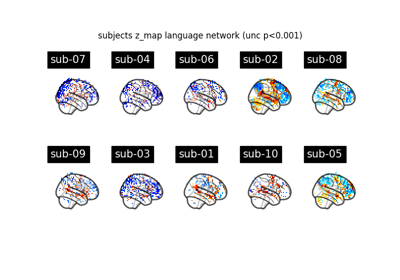 subjects z_map language network (unc p<0.001)
sub-07 sub-04 sub-06 sub-02 sub-08
sub-09 sub-03 sub-01 sub-10 sub-05